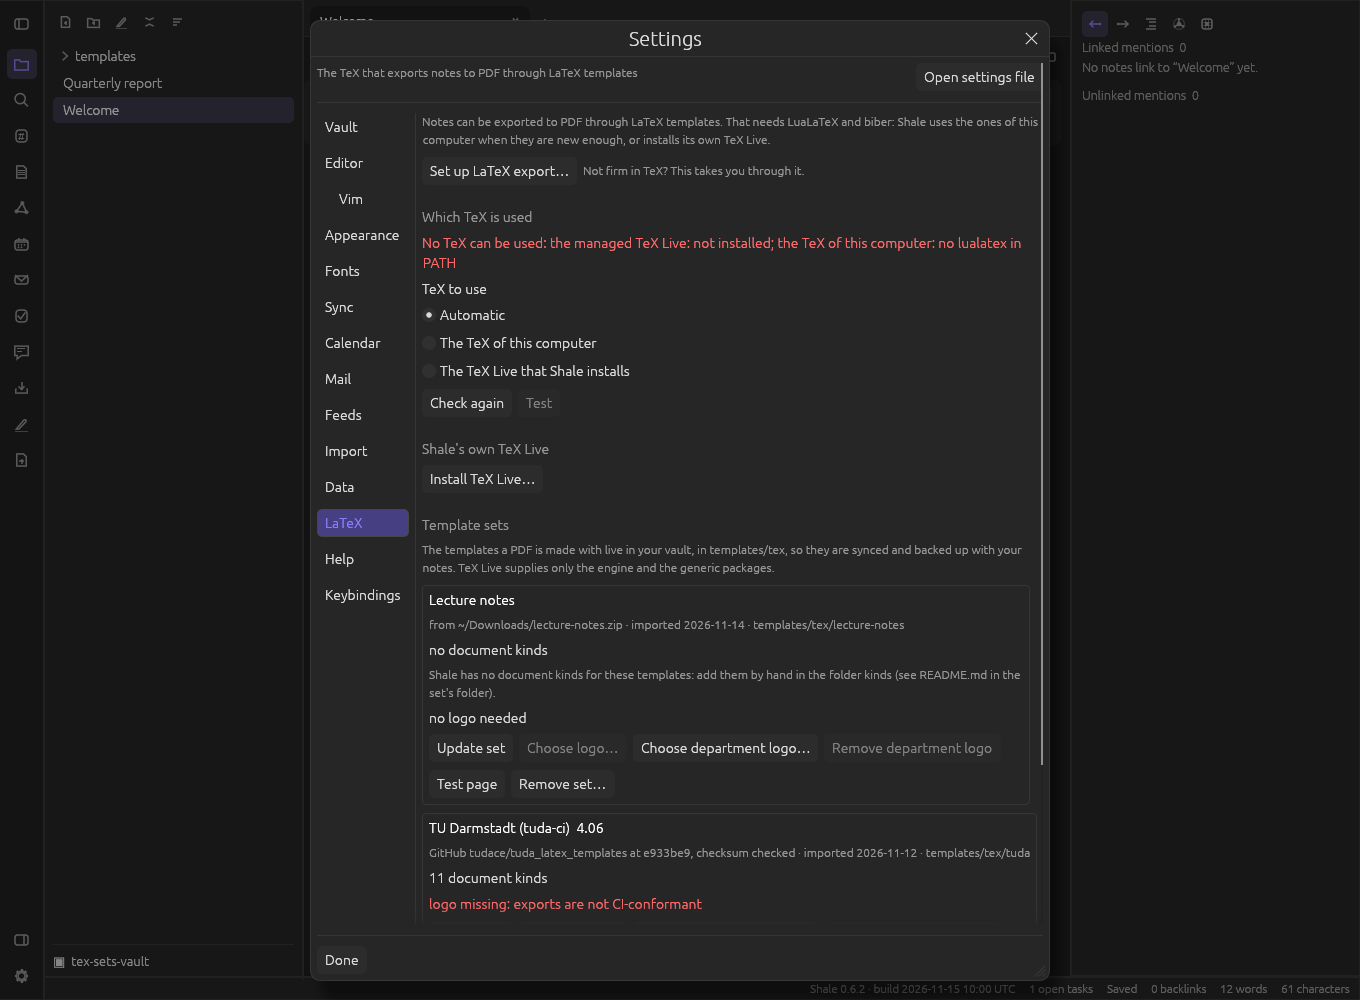 Settings
The TeX that exports notes to PDF through LaTeX templates
Open settings file
templates
Quarterly report
Welcome
tex-sets-vault
Vault
Editor
Vim
Appearance
Fonts
Sync
Calendar
Mail
Feeds
Import
Data
LaTeX
Help
Keybindings
Notes can be exported to PDF through LaTeX templates. That needs LuaLaTeX and biber: Shale uses the ones of this
computer when they are new enough, or installs its own TeX Live.
Set up LaTeX export… Not firm in TeX? This takes you through it.
Which TeX is used
No TeX can be used: the managed TeX Live: not installed; the TeX of this computer: no lualatex in
PATH
TeX to use
Automatic
The TeX of this computer
The TeX Live that Shale installs
Check again Test
Shale's own TeX Live
Install TeX Live…
Template sets
The templates a PDF is made with live in your vault, in templates/tex, so they are synced and backed up with your
notes. TeX Live supplies only the engine and the generic packages.
Lecture notes
from ~/Downloads/lecture-notes.zip · imported 2026-11-14 · templates/tex/lecture-notes
no document kinds
Shale has no document kinds for these templates: add them by hand in the folder kinds (see README.md in the
set's folder).
no logo needed
Update set Choose logo… Choose department logo… Remove department logo
Test page Remove set…
TU Darmstadt (tuda-ci) 4.06
GitHub tudace/tuda_latex_templates at e933be9, checksum checked · imported 2026-11-12 · templates/tex/tuda
11 document kinds
logo missing: exports are not CI-conformant
Done
Linked mentions 0
No notes link to “Welcome” yet.
Unlinked mentions 0
Shale 0.6.2 · build 2026-11-15 10:00 UTC 1 open tasks Saved 0 backlinks 12 words 61 characters